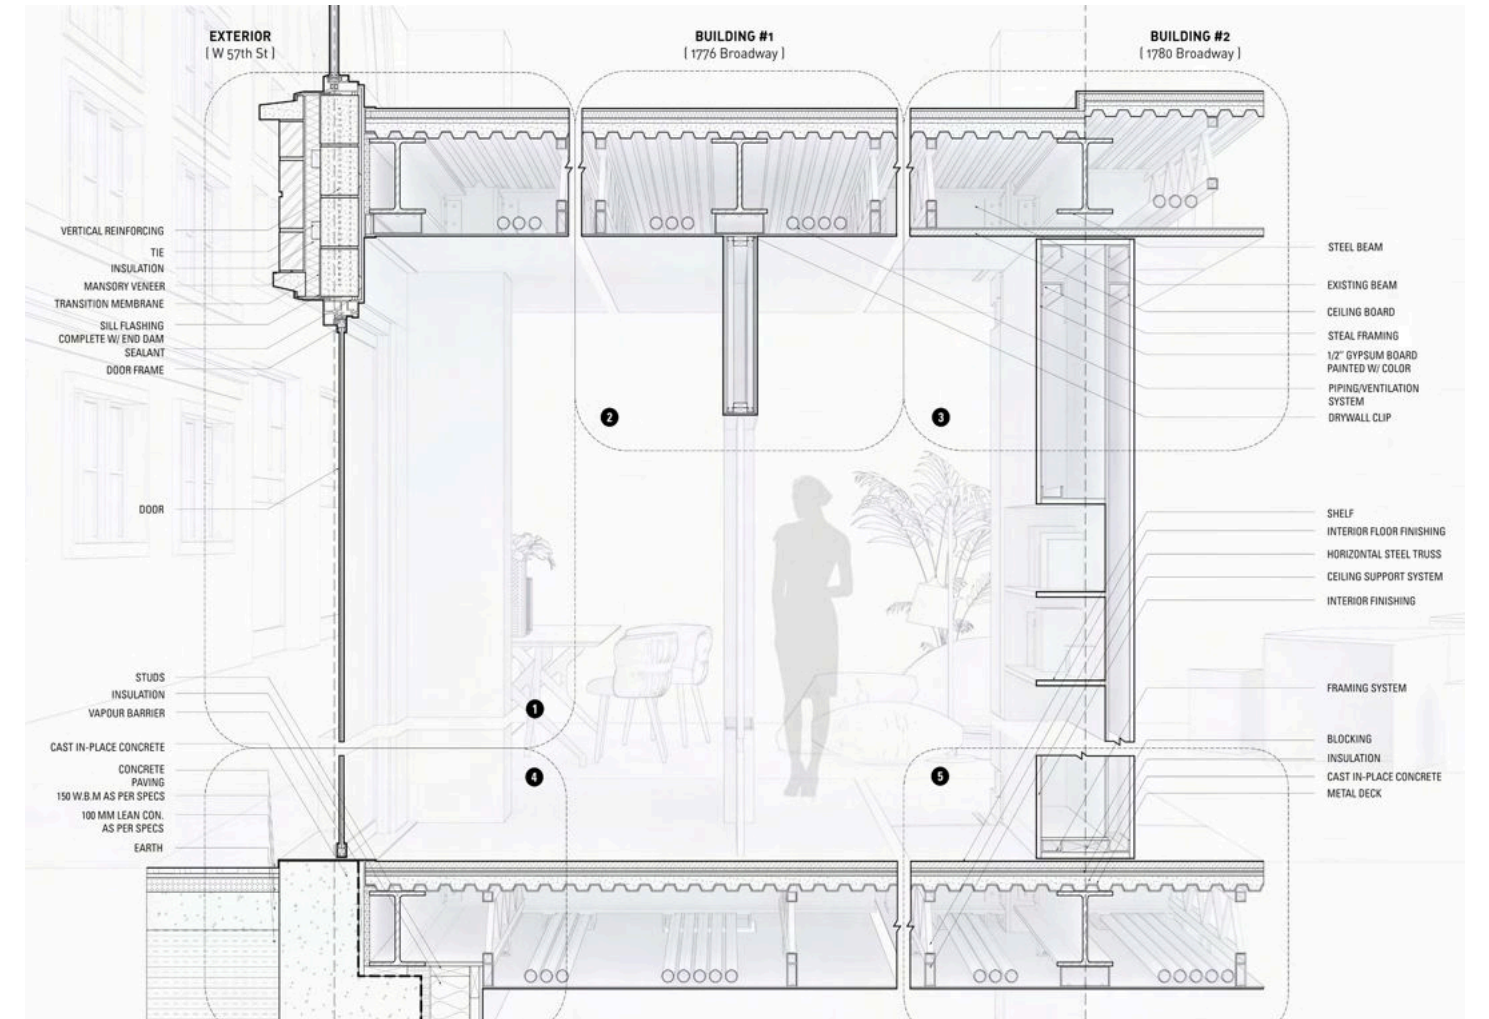 EXTERIOR
[ W 57th St ]
BUILDING #1
[ 1776 Broadway ]
BUILDING #2
[ 1780 Broadway ]
VERTICAL REINFORCING
TIE
INSULATION
MANSORY VENEER
TRANSITION MEMBRANE
SILL FLASHING
COMPLETE W/ END DAM
SEALANT
DOOR FRAME
DOOR
STUDS
INSULATION
VAPOUR BARRIER
CAST IN-PLACE CONCRETE
CONCRETE
PAVING
150 W.B.M AS PER SPECS
100 MM LEAN CON.
AS PER SPECS
EARTH
1
2
3
4
5
STEEL BEAM
EXISTING BEAM
CEILING BOARD
STEAL FRAMING
1/2" GYPSUM BOARD
PAINTED W/ COLOR
PIPING/VENTILATION
SYSTEM
DRYWALL CLIP
SHELF
INTERIOR FLOOR FINISHING
HORIZONTAL STEEL TRUSS
CEILING SUPPORT SYSTEM
INTERIOR FINISHING
FRAMING SYSTEM
BLOCKING
INSULATION
CAST IN-PLACE CONCRETE
METAL DECK